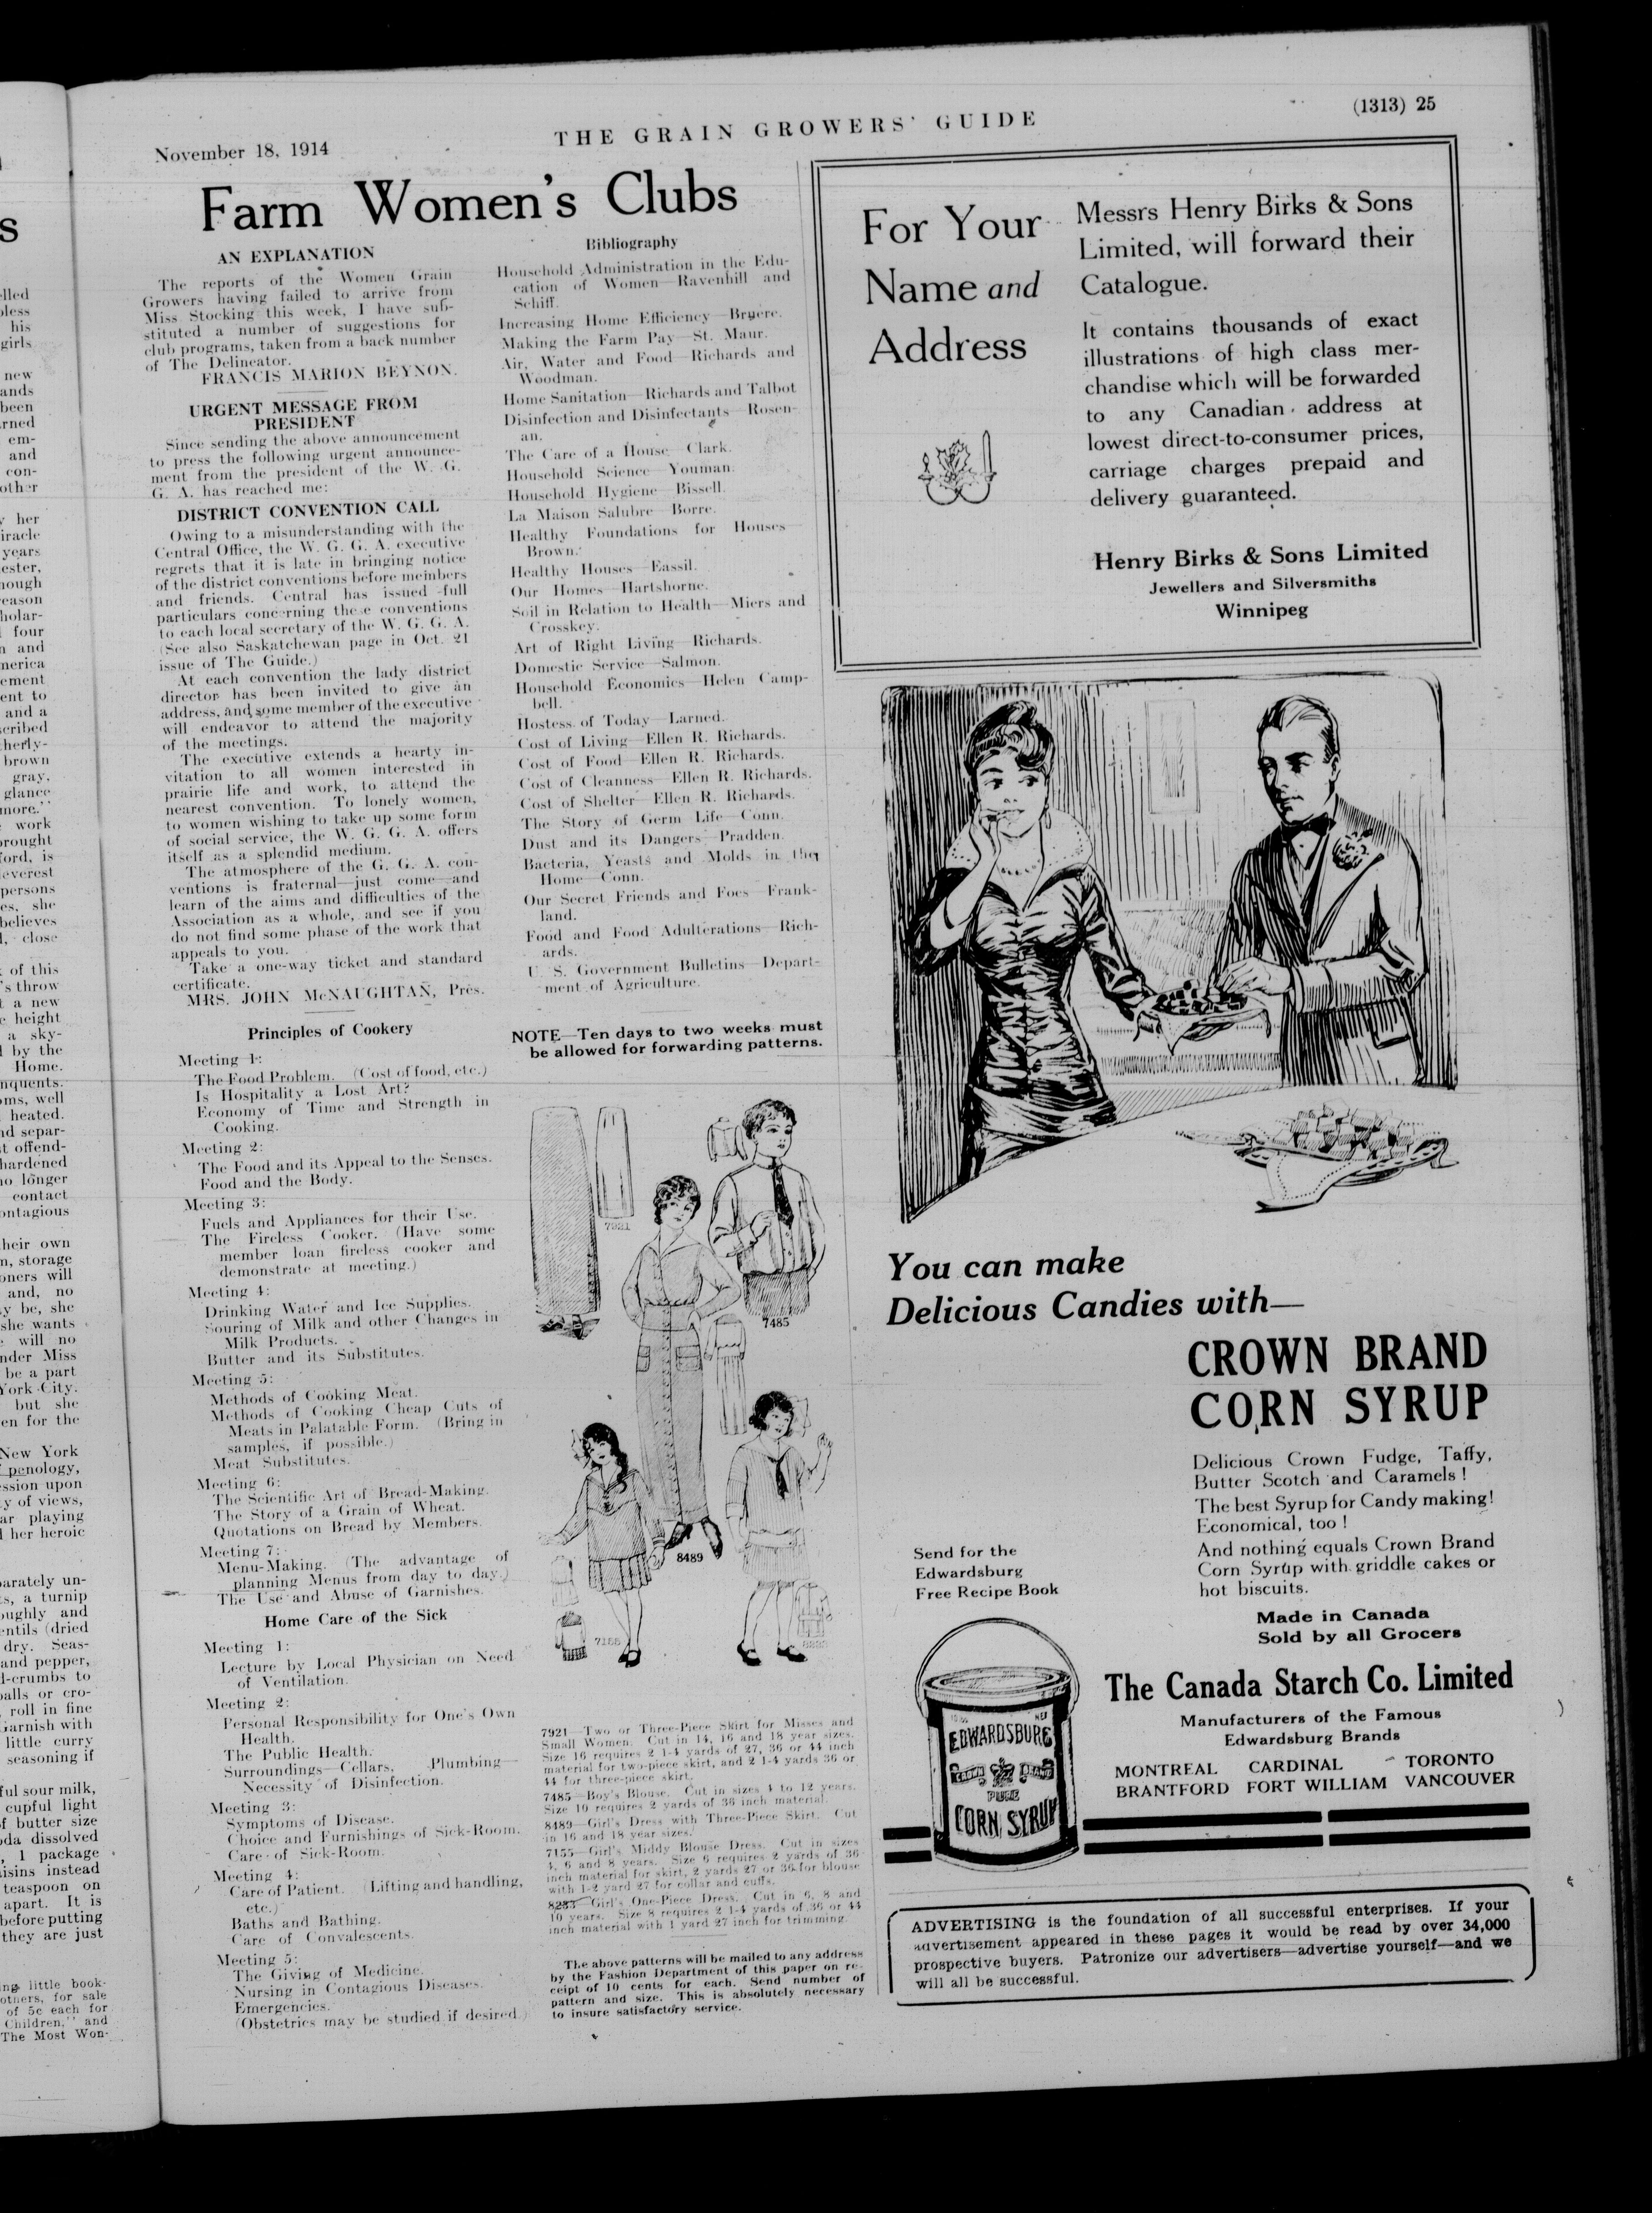 November 18, 1914
THE GRAIN GROWERS' GUIDE
(1313) 25
Farm Women's Clubs
AN EXPLANATION
The reports of the Women Grain
Growers having failed to arrive from
Miss Stocking this week, I have sub-
stituted a number of suggestions for
club programs, taken from a back number
of The Delineator.
FRANCIS MARION BEYNON.
URGENT MESSAGE FROM
PRESIDENT
Since sending the above announcement
to press the following urgent announce-
ment from the president of the W. G.
G. A. has reached me:
DISTRICT CONVENTION CALL
Owing to a misunderstanding with the
Central Office, the W. G. G. A. executive
regrets that it is late in bringing notice
of the district conventions before members
and friends. Central has issued full
particulars concerning these conventions
to each local secretary of the W. G. G. A.
(See also Saskatchewan page in Oct. 21
issue of The Guide.)
At each convention the lady district
director has been invited to give an
address, and some member of the executive
will endeavor to attend the majority
of the meetings.
The executive extends a hearty in-
vitation to all women interested in
prairie life and work, to attend the
nearest convention. To lonely women,
to women wishing to take up some form
of social service, the W. G. G. A. offers
itself as a splendid medium.
The atmosphere of the G. G. A. con-
ventions is fraternal—just come and
learn of the aims and difficulties of the
Association as a whole, and see if you
do not find some phase of the work that
appeals to you.
Take a one-way ticket and standard
certificate.
MRS. JOHN McNAUGHTAN, Pres.
Principles of Cookery
Meeting 1:
The Food Problem. (Cost of food, etc.)
Is Hospitality a Lost Art?
Economy of Time and Strength in
Cooking.
Meeting 2:
The Food and its Appeal to the Senses.
Food and the Body.
Meeting 3:
Fuels and Appliances for their Use.
The Fireless Cooker. (Have some
member loan fireless cooker and
demonstrate at meeting.)
Meeting 4:
Drinking Water and Ice Supplies.
Souring of Milk and other Changes in
Milk Products.
Butter and its Substitutes.
Meeting 5:
Methods of Cooking Meat.
Methods of Cooking Cheap Cuts of
Meats in Palatable Form. (Bring in
samples, if possible.)
Meat Substitutes.
Meeting 6:
The Scientific Art of Bread-Making.
The Story of a Grain of Wheat.
Quotations on Bread by Members.
Meeting 7:
Menu-Making. (The advantage of
planning Menus from day to day.)
The Use and Abuse of Garnishes.
Home Care of the Sick
Meeting 1:
Lecture by Local Physician on Need
of Ventilation.
Meeting 2:
Personal Responsibility for One's Own
Health.
The Public Health.
Surroundings—Cellars, Plumbing—
Necessity of Disinfection.
Meeting 3:
Symptoms of Disease.
Choice and Furnishings of Sick-Room.
Care of Sick-Room.
Meeting 4:
Care of Patient. (Lifting and handling,
etc.)
Baths and Bathing.
Care of Convalescents.
Meeting 5:
The Giving of Medicine.
Nursing in Contagious Diseases.
Emergencies.
(Obstetrics may be studied if desired.)
Bibliography
Household Administration in the Edu-
cation of Women—Ravenhill and
Schiff.
Increasing Home Efficiency—Bruere.
Making the Farm Pay—St. Maur.
Air, Water and Food—Richards and
Woodman.
Home Sanitation—Richards and Talbot
Disinfection and Disinfectants—Rosen-
an.
The Care of a House—Clark.
Household Science—Youman.
Household Hygiene—Bissell.
La Maison Salubre—Borre.
Healthy Foundations for Houses—
Brown.
Healthy Houses—Eassil.
Our Homes—Hartshorne.
Soil in Relation to Health—Miers and
Crosskey.
Art of Right Living—Richards.
Domestic Service—Salmon.
Household Economics—Helen Camp-
bell.
Hostess of Today—Larned.
Cost of Living—Ellen R. Richards.
Cost of Food—Ellen R. Richards.
Cost of Cleanness—Ellen R. Richards.
Cost of Shelter—Ellen R. Richards.
The Story of Germ Life—Conn.
Dust and its Dangers—Pradden.
Bacteria, Yeasts and Molds in the
Home—Conn.
Our Secret Friends and Foes—Frank-
land.
Food and Food Adulterations—Rich-
ards.
U. S. Government Bulletins—Depart-
ment of Agriculture.
NOTE—Ten days to two weeks must
be allowed for forwarding patterns.
7921
7485
8489
7155
7921—Two or Three-Piece Skirt for Misses and
Small Women. Cut in 14, 16 and 18 year sizes.
Size 16 requires 2 1-4 yards of 27, 36 or 44 inch
material for two-piece skirt, and 2 1-4 yards 36 or
44 for three-piece skirt.
7485—Boy's Blouse. Cut in sizes 4 to 12 years.
Size 10 requires 2 yards of 36 inch material.
8489—Girl's Dress with Three-Piece Skirt. Cut
in 16 and 18 year sizes.
7155—Girl's Middy Blouse Dress. Cut in sizes
4, 6 and 8 years. Size 6 requires 2 yards of 36
inch material for skirt, 2 yards 27 or 36 for blouse
with 1-2 yard 27 for collar and cuffs.
8283—Girl's One-Piece Dress. Cut in 6, 8 and
10 years. Size 8 requires 2 1-4 yards of 36 or 44
inch material with 1 yard 27 inch for trimming.
The above patterns will be mailed to any address
by the Fashion Department of this paper on re-
ceipt of 10 cents for each. Send number of
pattern and size. This is absolutely necessary
to insure satisfactory service.
For Your
Name and
Address
Messrs Henry Birks & Sons
Limited, will forward their
Catalogue.
It contains thousands of exact
illustrations of high class mer-
chandise which will be forwarded
to any Canadian address at
lowest direct-to-consumer prices,
carriage charges prepaid and
delivery guaranteed.
Henry Birks & Sons Limited
Jewellers and Silversmiths
Winnipeg
You can make
Delicious Candies with—
CROWN BRAND
CORN SYRUP
Delicious Crown Fudge, Taffy,
Butter Scotch and Caramels!
The best Syrup for Candy making!
Economical, too!
And nothing equals Crown Brand
Corn Syrup with griddle cakes or
hot biscuits.
Made in Canada
Sold by all Grocers
Send for the
Edwardsburg
Free Recipe Book
EDWARDSBURG
CROWN BRAND
PURE
CORN SYRUP
The Canada Starch Co. Limited
Manufacturers of the Famous
Edwardsburg Brands
MONTREAL CARDINAL TORONTO
BRANTFORD FORT WILLIAM VANCOUVER
ADVERTISING is the foundation of all successful enterprises. If your
advertisement appeared in these pages it would be read by over 34,000
prospective buyers. Patronize our advertisers—advertise yourself—and we
will all be successful.